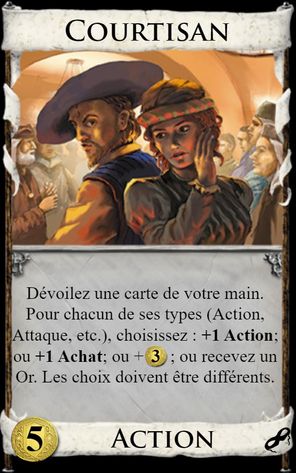 COURTISAN
Dévoilez une carte de votre main.
Pour chacun de ses types (Action,
Attaque, etc.), choisissez : +1 Action;
ou +1 Achat; ou +3 ; ou recevez un
Or. Les choix doivent être différents.
5 ACTION